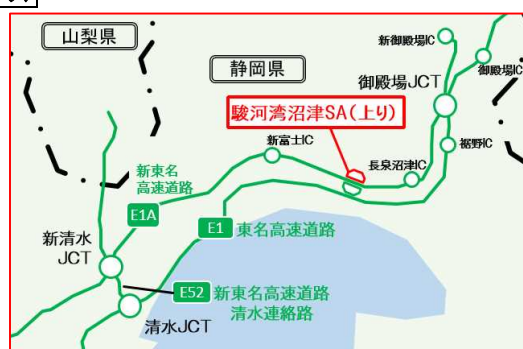 山梨県
静岡県
新御殿場IC
御殿場IC
御殿場JCT
駿河湾沼津SA(上り)
新富士IC
裾野IC
長泉沼津IC
新東名
高速道路
E1A
E1
東名高速道路
新清水
JCT
E52
新東名高速道路
清水連絡路
清水JCT